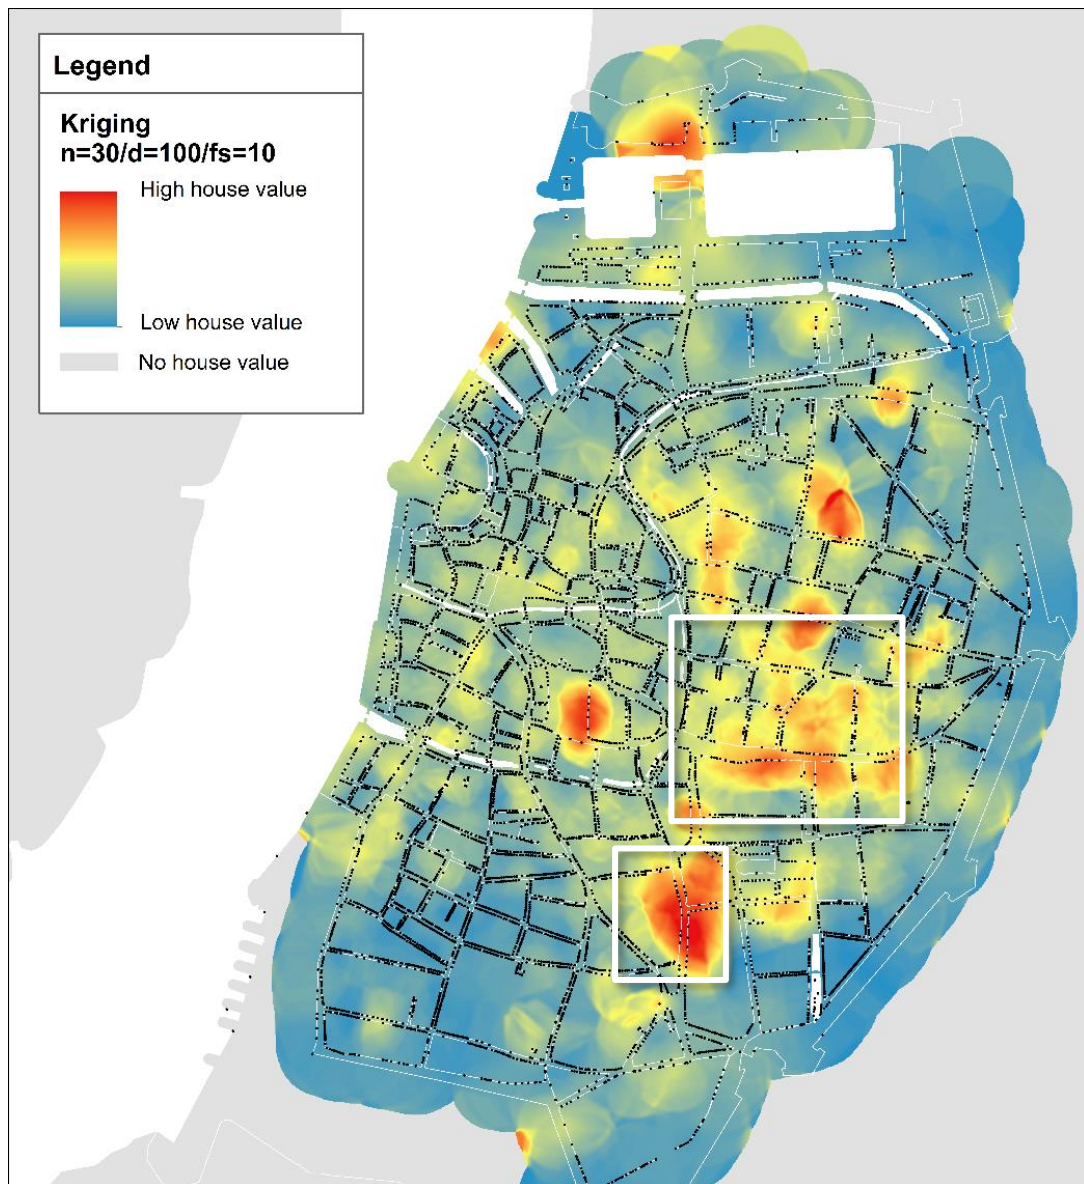 Legend
Kriging
n=30/d=100/fs=10
High house value
Low house value
No house value